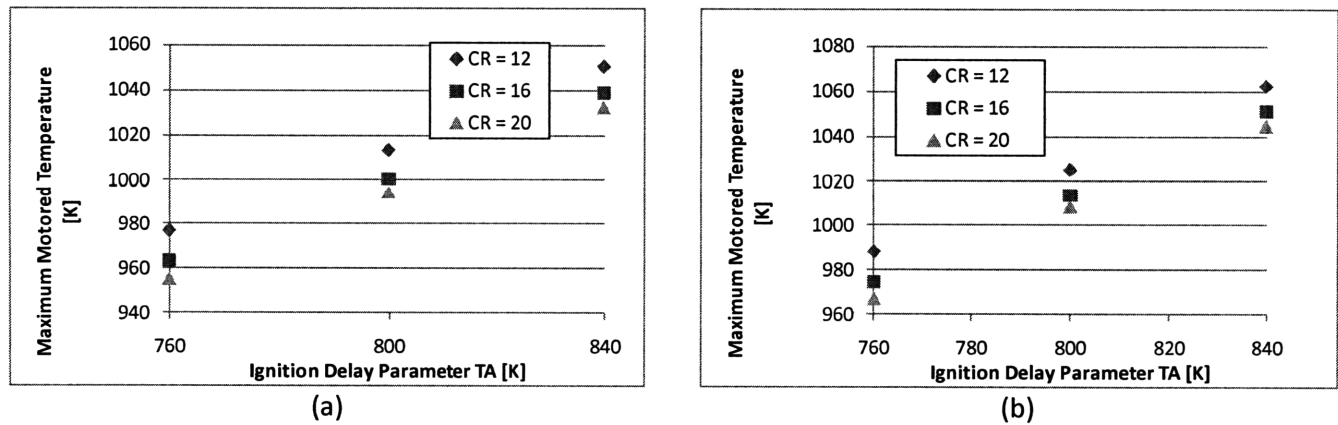 Maximum Motored Temperature
[K]
1060
1040
1020
1000
980
960
940
CR = 12
CR = 16
CR = 20
760
800
840
Ignition Delay Parameter TA [K]
(a)
Maximum Motored Temperature
[K]
1080
1060
1040
1020
1000
980
960
CR = 12
CR = 16
CR = 20
760
780
800
820
840
Ignition Delay Parameter TA [K]
(b)